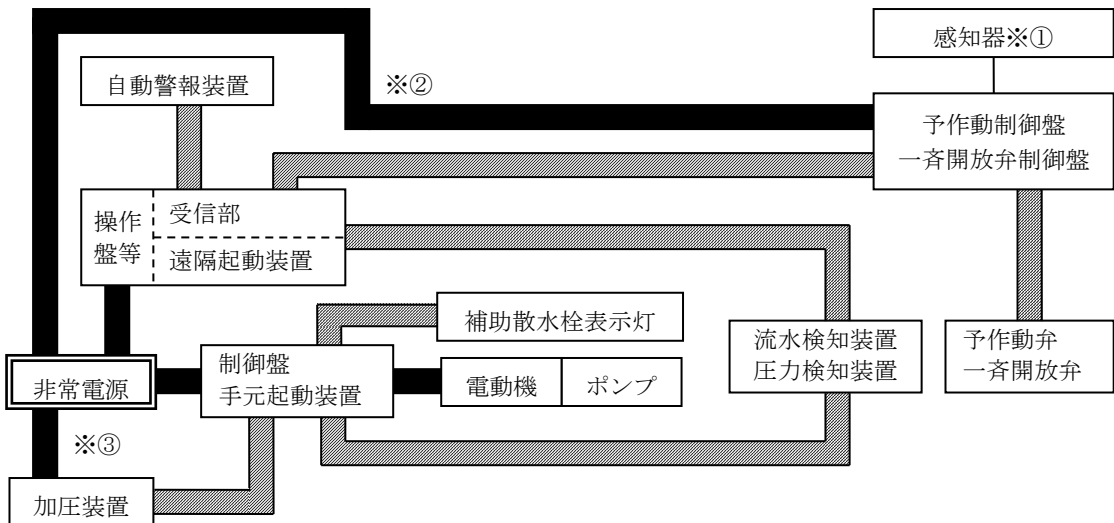 感知器※①
※②
自動警報装置
予作動制御盤
一斉開放弁制御盤
操作
盤等
受信部
遠隔起動装置
補助散水栓表示灯
流水検知装置
圧力検知装置
予作動弁
一斉開放弁
非常電源
制御盤
手元起動装置
電動機
ポンプ
※③
加圧装置